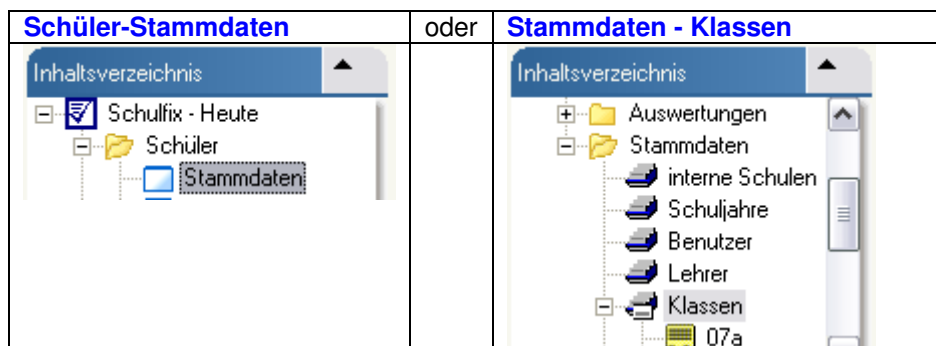 Schüler-Stammdaten oder Stammdaten - Klassen
Inhaltsverzeichnis
Schulfix - Heute
Schüler
Stammdaten
Inhaltsverzeichnis
Auswertungen
Stammdaten
interne Schulen
Schuljahre
Benutzer
Lehrer
Klassen
07a